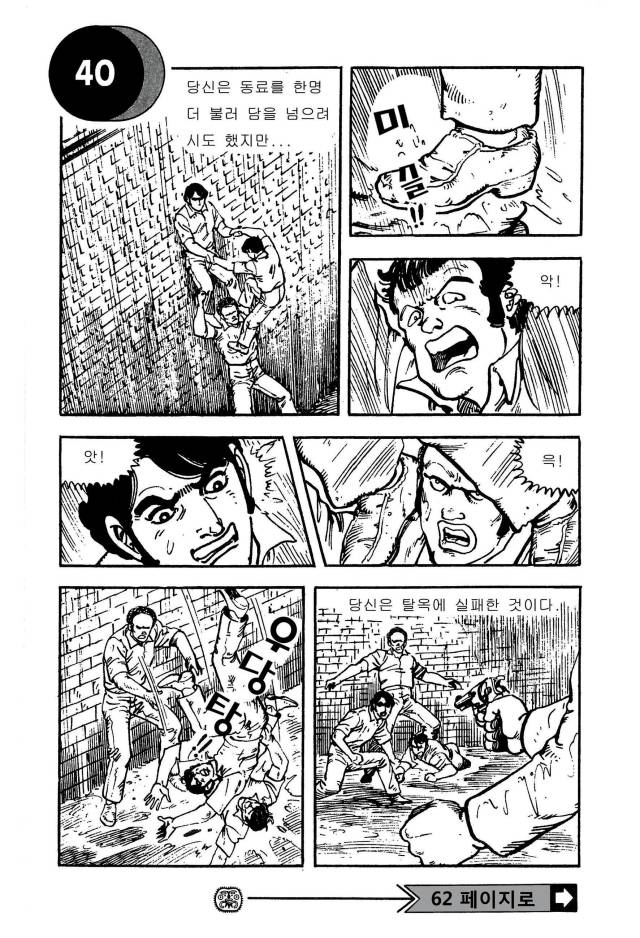 40
당신은 동료를 한명
더 불러 담을 넘으려
시도 했지만...
미
끌!!
악!
앗!
윽!
우당
탕!!
당신은 탈옥에 실패한 것이다.
62 페이지로